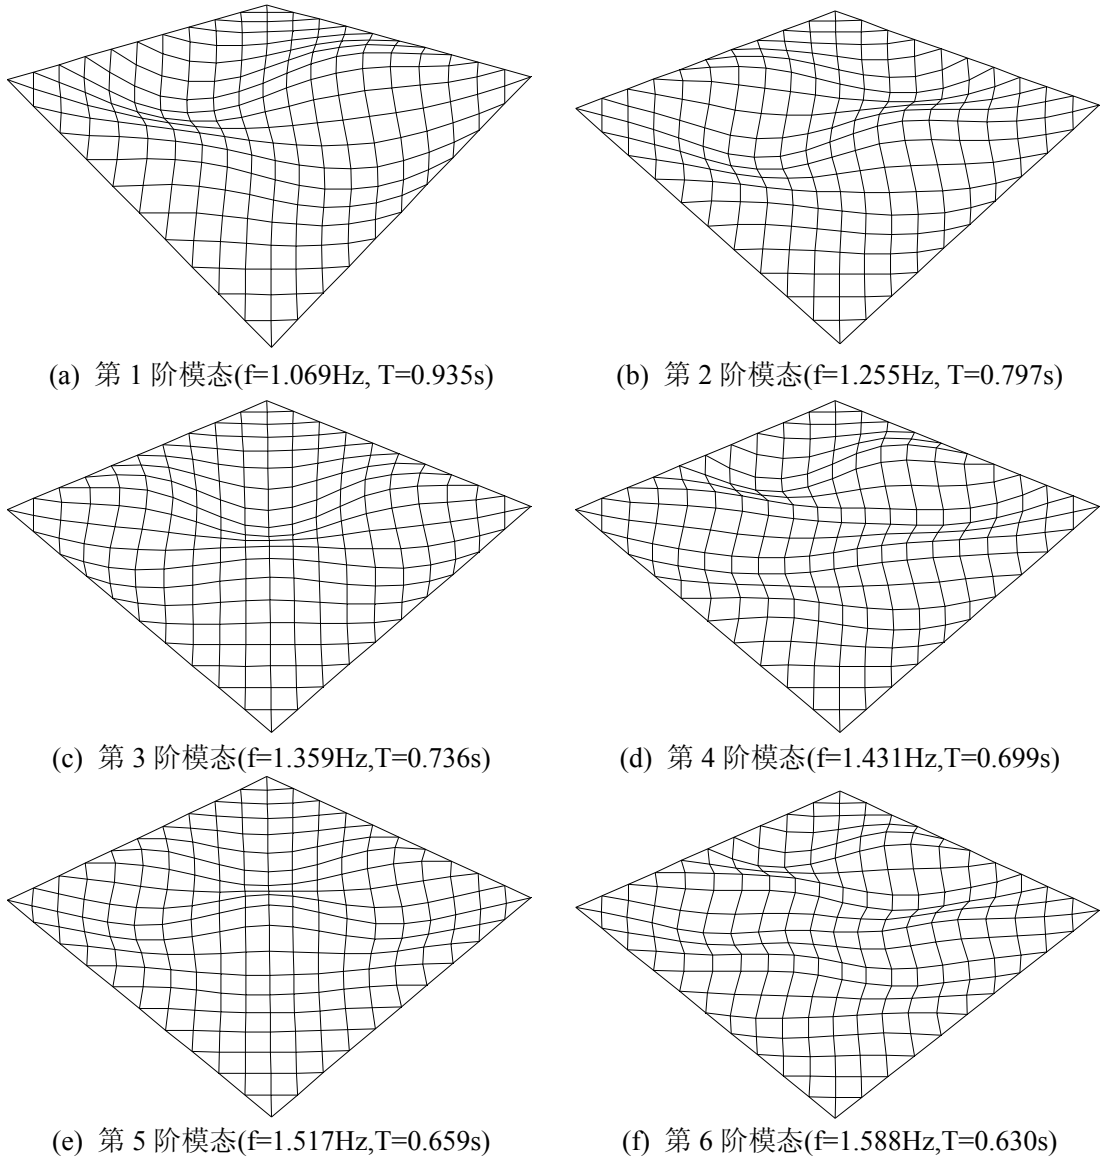 (a) 第 1 阶模态(f=1.069Hz, T=0.935s)
(b) 第 2 阶模态(f=1.255Hz, T=0.797s)
(c) 第 3 阶模态(f=1.359Hz,T=0.736s)
(d) 第 4 阶模态(f=1.431Hz,T=0.699s)
(e) 第 5 阶模态(f=1.517Hz,T=0.659s)
(f) 第 6 阶模态(f=1.588Hz,T=0.630s)